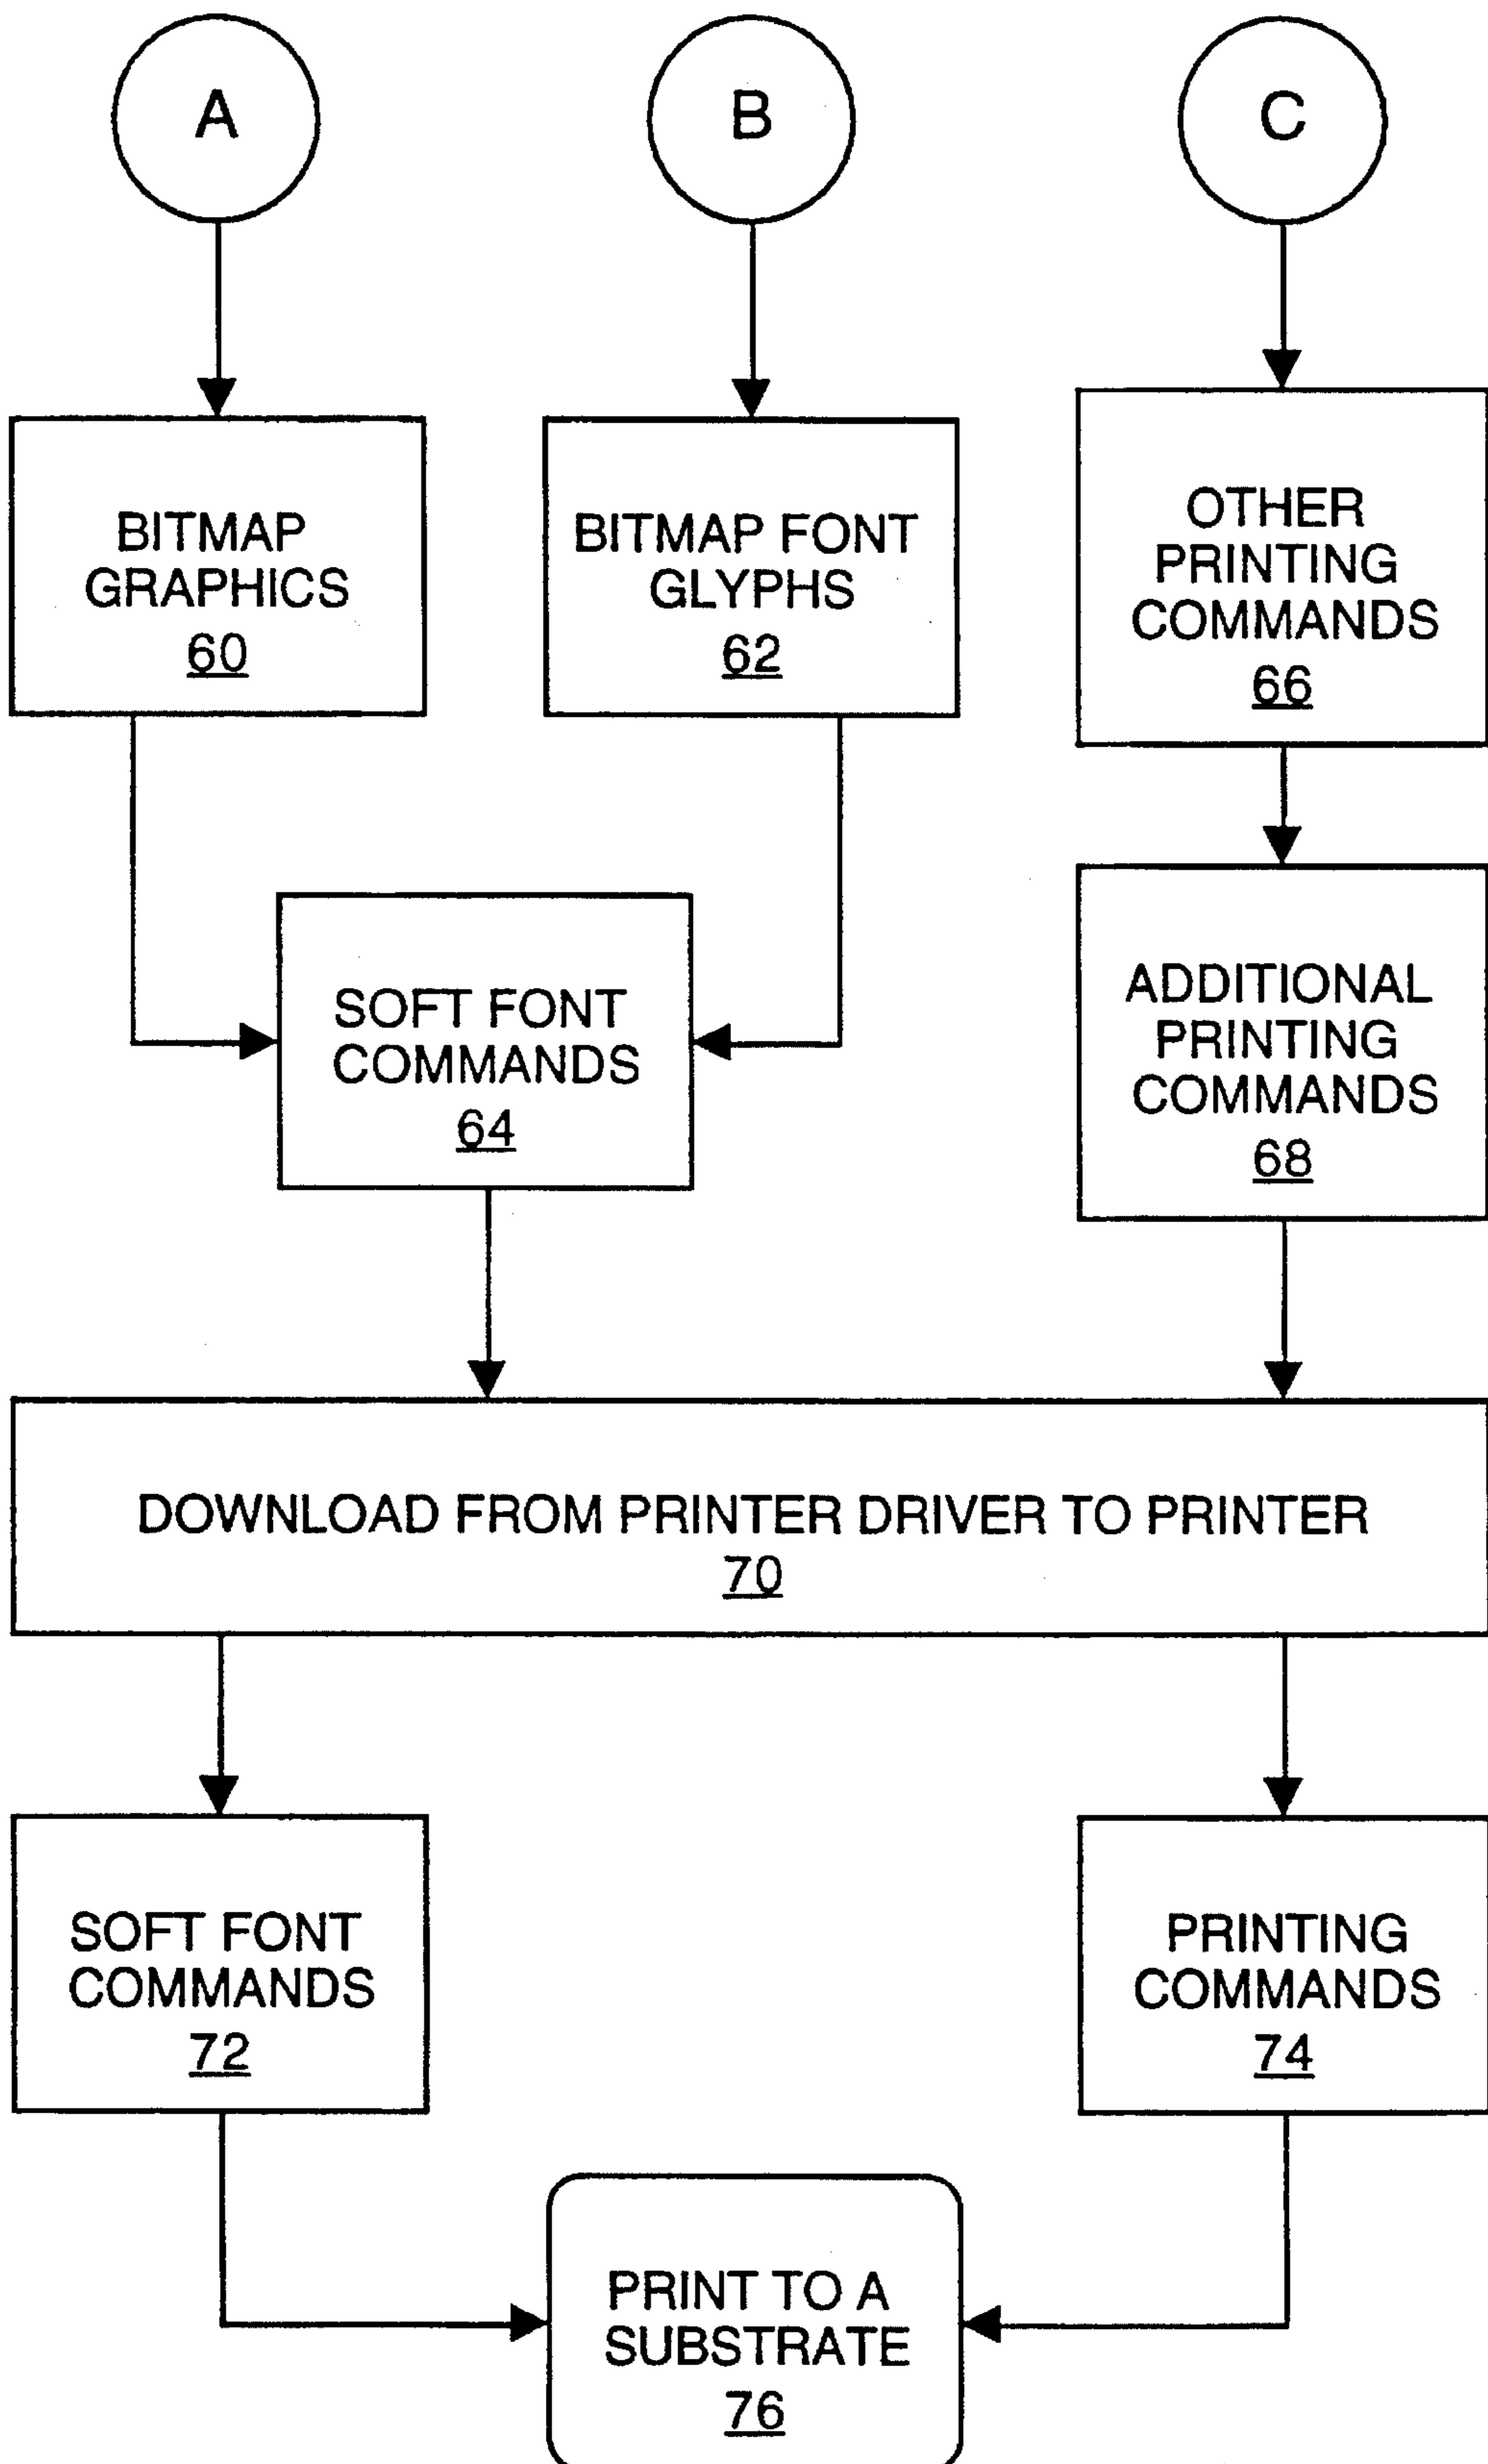 A
B
C
BITMAP
GRAPHICS
60
BITMAP FONT
GLYPHS
62
OTHER
PRINTING
COMMANDS
66
SOFT FONT
COMMANDS
64
ADDITIONAL
PRINTING
COMMANDS
68
DOWNLOAD FROM PRINTER DRIVER TO PRINTER
70
SOFT FONT
COMMANDS
72
PRINTING
COMMANDS
74
PRINT TO A
SUBSTRATE
76